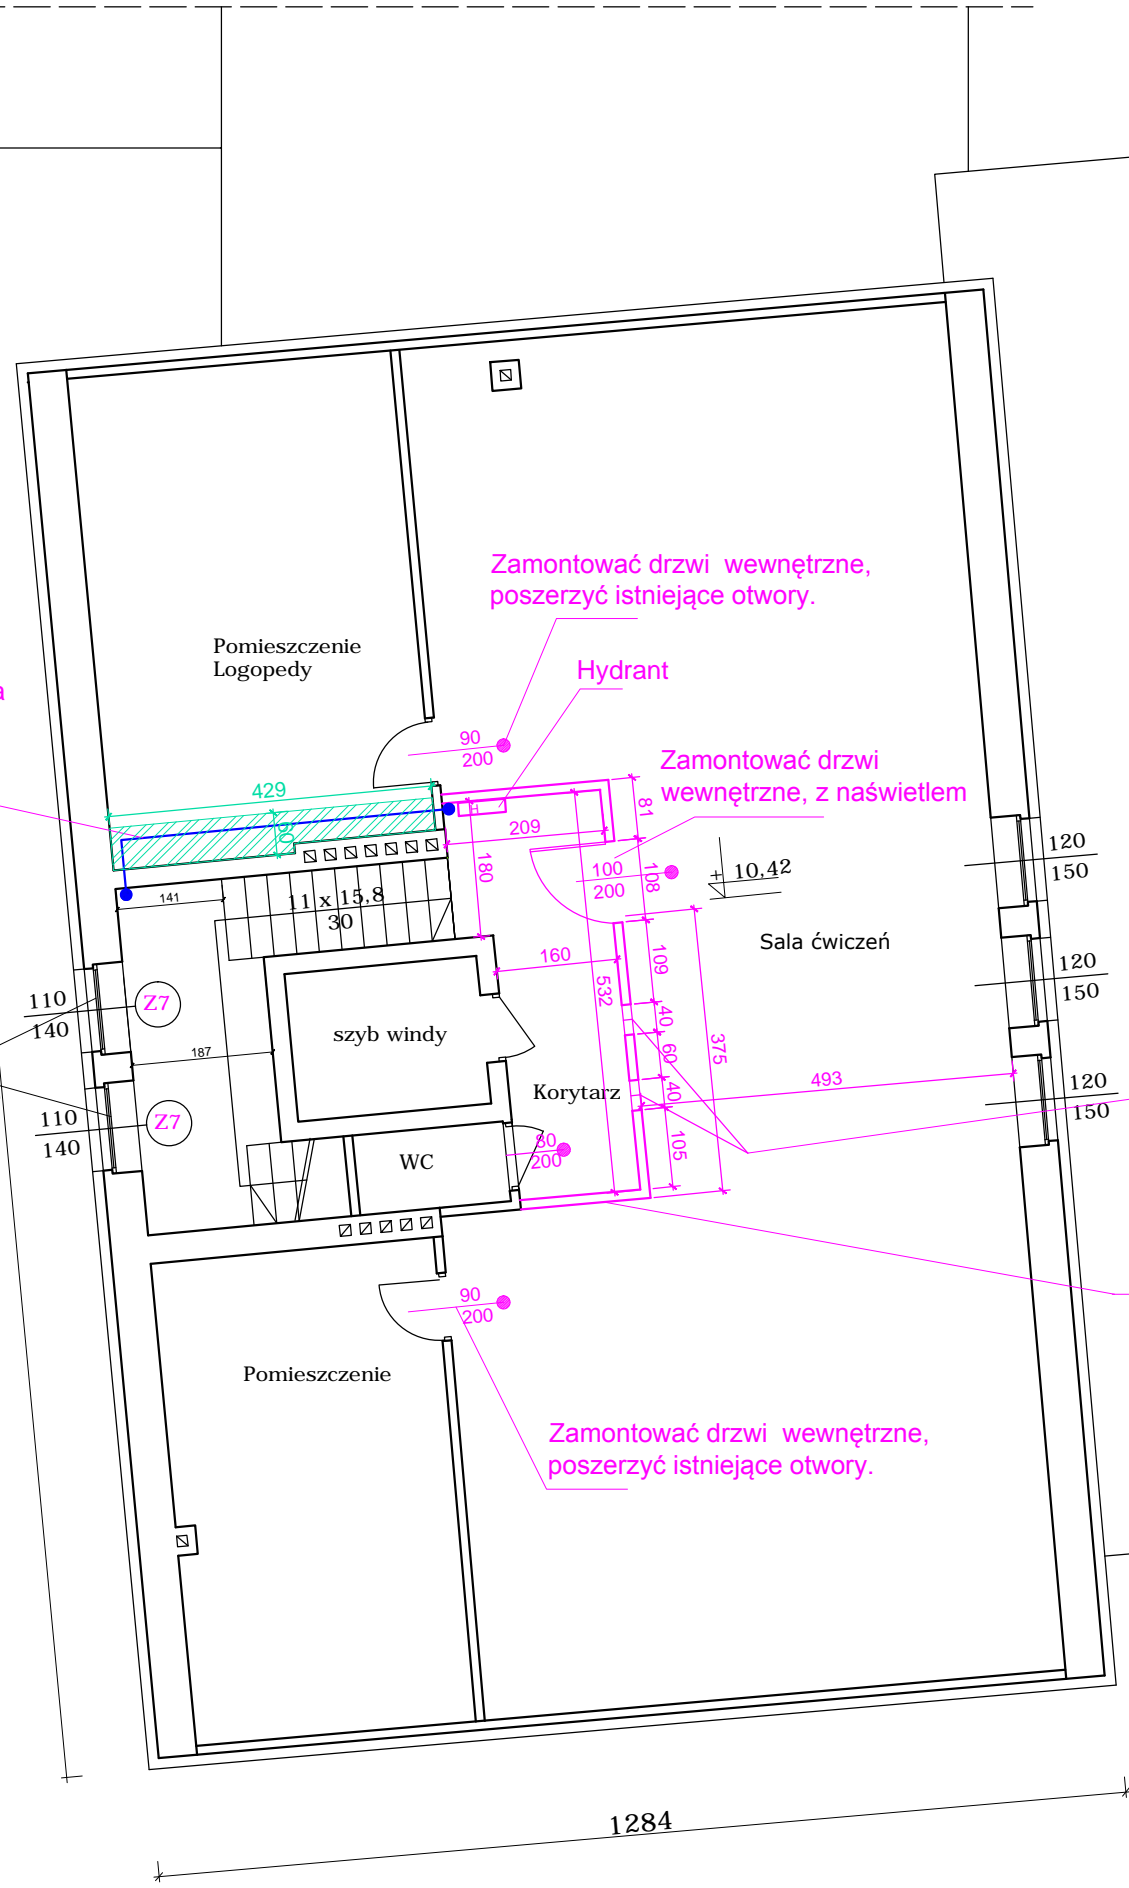 Zamontować drzwi wewnętrzne,
poszerzyć istniejące otwory.
Pomieszczenie
Logopedy
Hydrant
a
90
200
Zamontować drzwi
wewnętrzne, z naświetlem
429
60
H
209
81
180
100
200
108
+ 10,42
120
150
141
11 x 15,8
30
Sala ćwiczeń
160
532
109
120
150
110
140
Z7
szyb windy
40
60
375
187
Korytarz
40
493
120
150
110
140
Z7
WC
80
200
105
90
200
Pomieszczenie
Zamontować drzwi wewnętrzne,
poszerzyć istniejące otwory.
1284